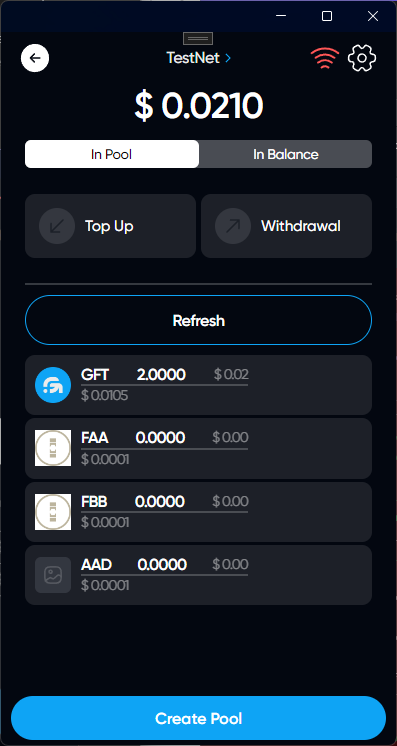 TestNet
$ 0.0210
In Pool In Balance
Top Up Withdrawal
Refresh
GFT 2.0000 $ 0.02
$ 0.0105
FAA 0.0000 $ 0.00
$ 0.0001
FBB 0.0000 $ 0.00
$ 0.0001
AAD 0.0000 $ 0.00
$ 0.0001
Create Pool